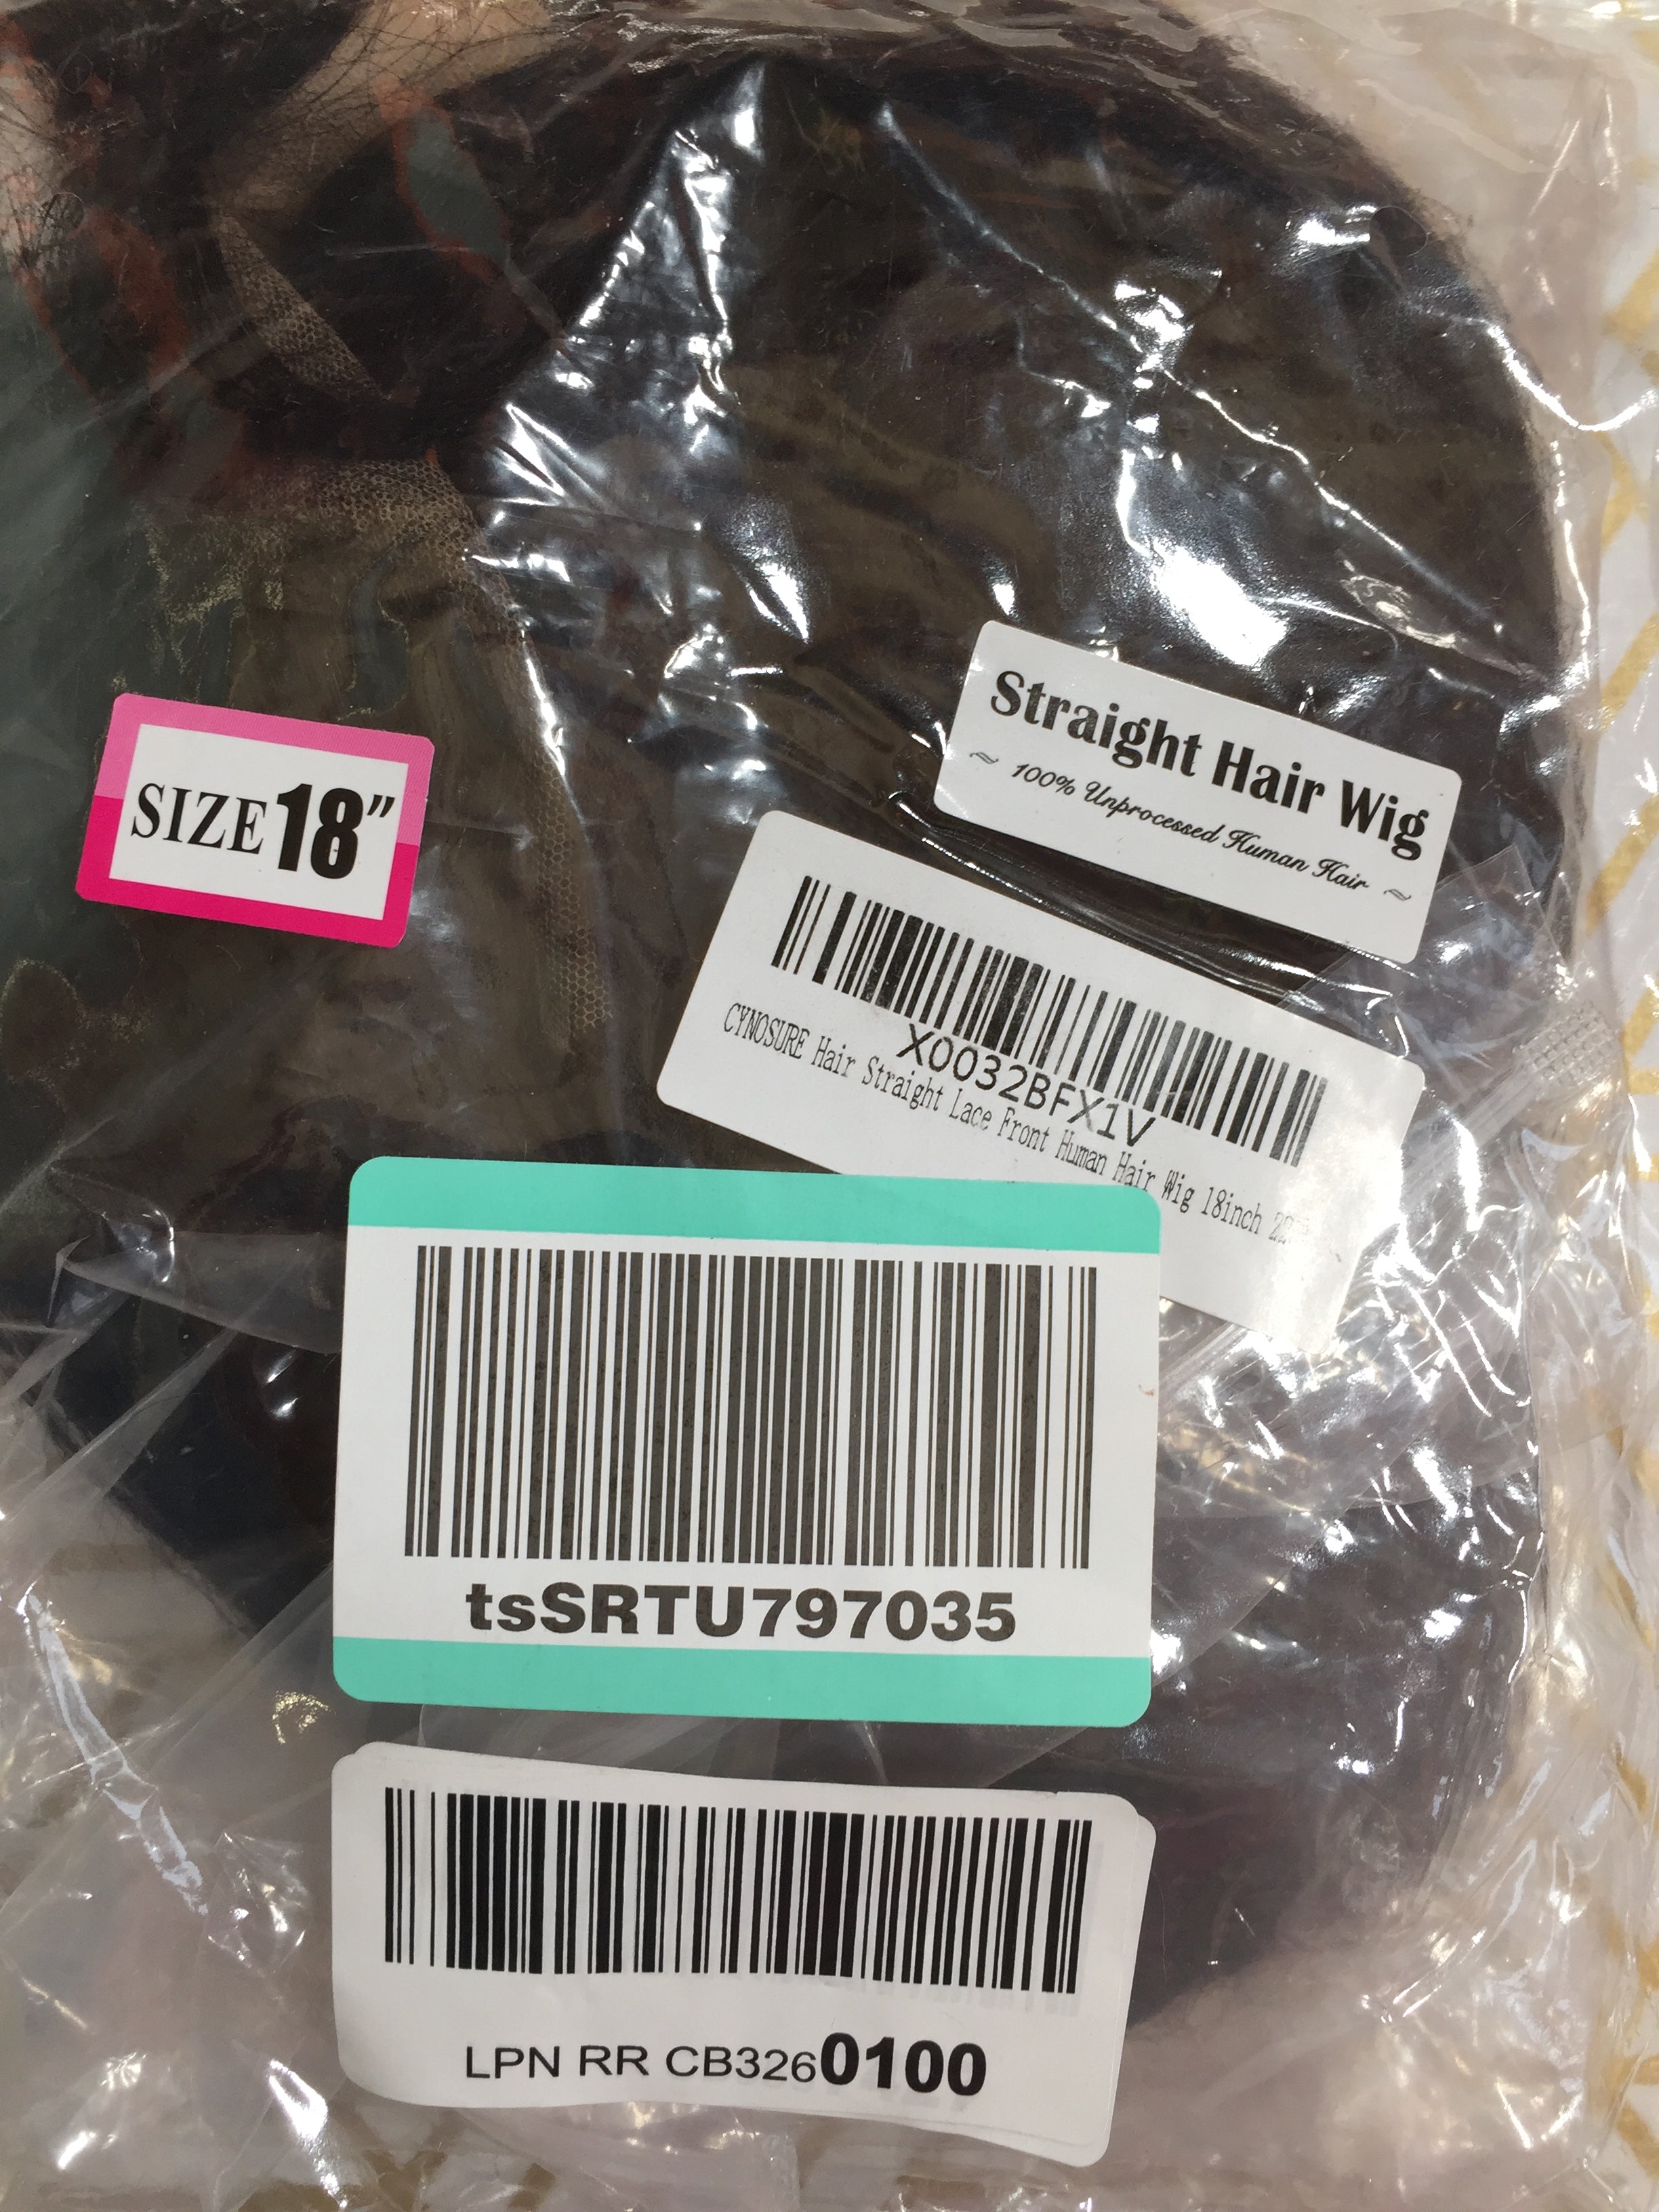 SIZE 18"
Straight Hair Wig
~ 100% Unprocessed Human Hair ~
X0032BFX1V
CYNOSURE Hair Straight Lace Front Human Hair Wig 18inch
tsSRTU797035
LPN RR CB3260100